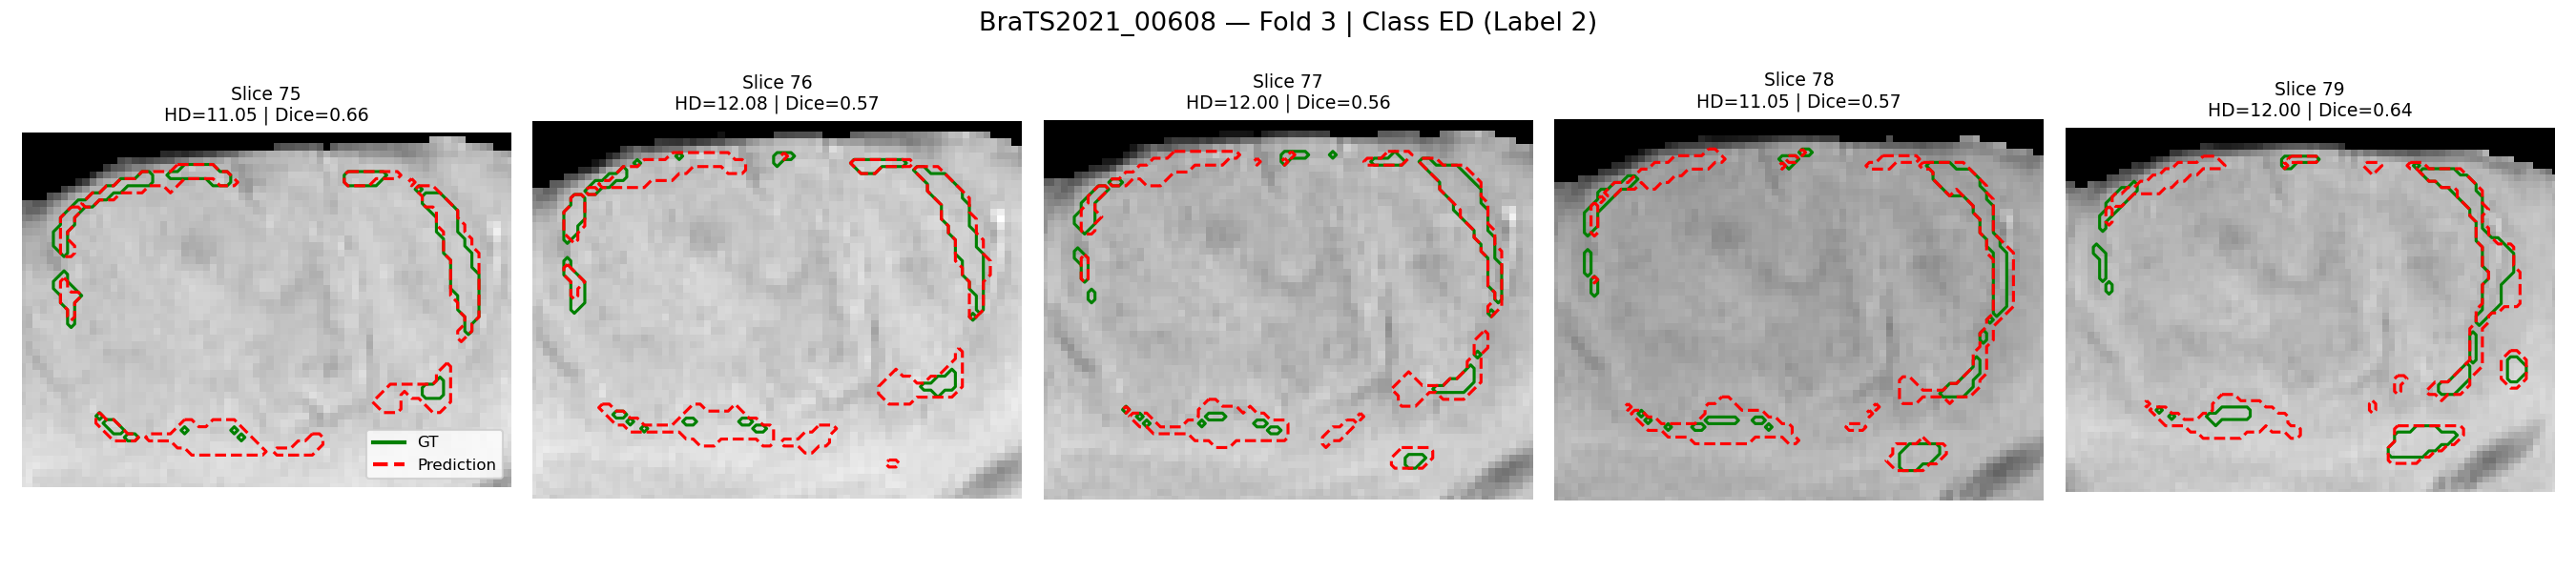 BraTS2021_00608 — Fold 3 | Class ED (Label 2)
Slice 75
HD=11.05 | Dice=0.66
Slice 76
HD=12.08 | Dice=0.57
Slice 77
HD=12.00 | Dice=0.56
Slice 78
HD=11.05 | Dice=0.57
Slice 79
HD=12.00 | Dice=0.64
GT
Prediction